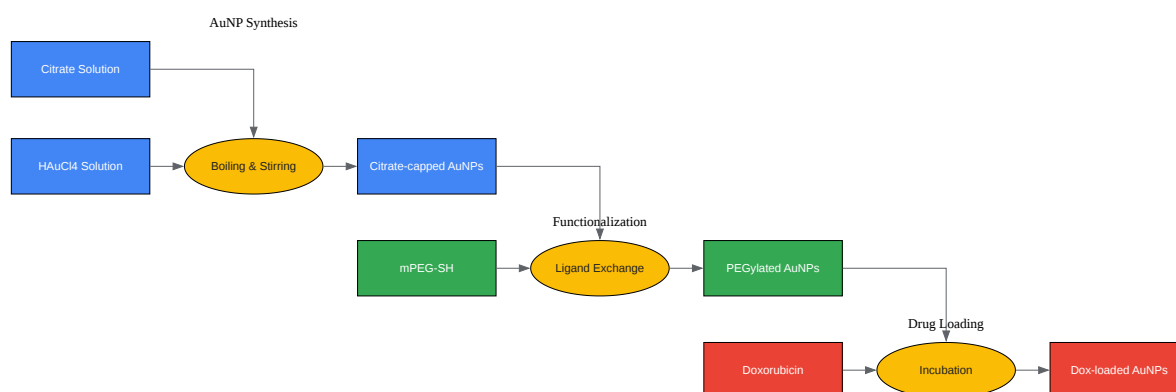 AuNP Synthesis
Citrate Solution
HAuCl4 Solution
Boiling & Stirring
Citrate-capped AuNPs
Functionalization
mPEG-SH
Ligand Exchange
PEGylated AuNPs
Drug Loading
Doxorubicin
Incubation
Dox-loaded AuNPs